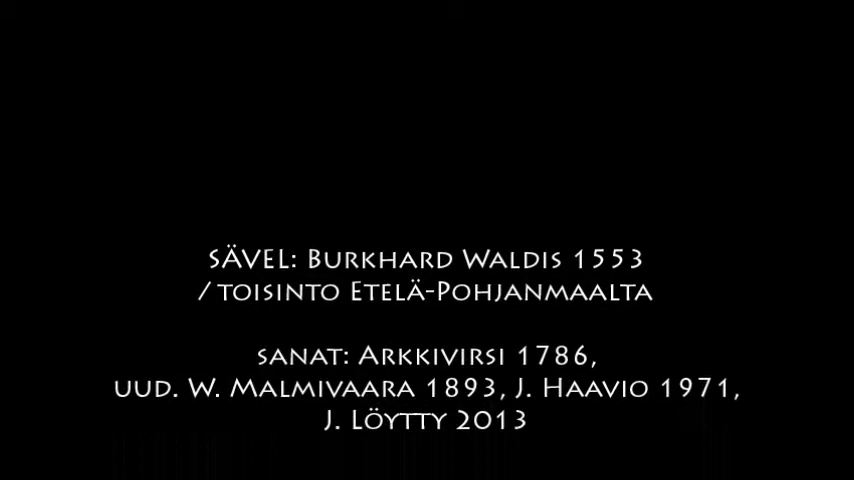 SÄVEL: BURKHARD WALDIS 1553
/ TOISINTO ETELÄ-POHJANMAALTA
SANAT: ARKKIVIRSI 1786,
UUD. W. MALMIVAARA 1893, J. HAAVIO 1971,
J. LÖYTTY 2013